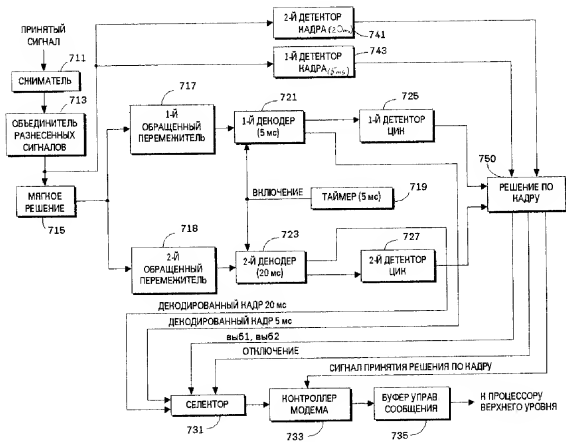 2-Й ДЕТЕКТОР
КАДРА (20ms)
741
ПРИНЯТЫЙ
СИГНАЛ
711
1-Й ДЕТЕКТОР
КАДРА (5ms)
743
СЖИМАТЕЛЬ
713
717
721
725
ОБЪЕДИНИТЕЛЬ
РАЗНЕСЕННЫХ
СИГНАЛОВ
1-Й
ОБРАЩЕННЫЙ
ПЕРЕМЕЖИТЕЛЬ
1-Й ДЕКОДЕР
(5 мс)
1-Й ДЕТЕКТОР
ЦИК
750
МЯГКОЕ
РЕШЕНИЕ
715
ВКЛЮЧЕНИЕ
ТАЙМЕР (5 мс)
719
РЕШЕНИЕ ПО
КАДРУ
718
723
727
2-Й
ОБРАЩЕННЫЙ
ПЕРЕМЕЖИТЕЛЬ
2-Й ДЕКОДЕР
(20 мс)
2-Й ДЕТЕКТОР
ЦИК
ДЕКОДИРОВАННЫЙ КАДР 20 мс
ДЕКОДИРОВАННЫЙ КАДР 5 мс
выб1, выб2
ОТКЛЮЧЕНИЕ
СИГНАЛ ПРИНЯТИЯ РЕШЕНИЯ ПО КАДРУ
СЕЛЕКТОР
731
КОНТРОЛЛЕР
МОДЕМА
733
БУФЕР УПРАВ
СООБЩЕНИЯ
735
К ПРОЦЕССОРУ
ВЕРХНЕГО УРОВНЯ